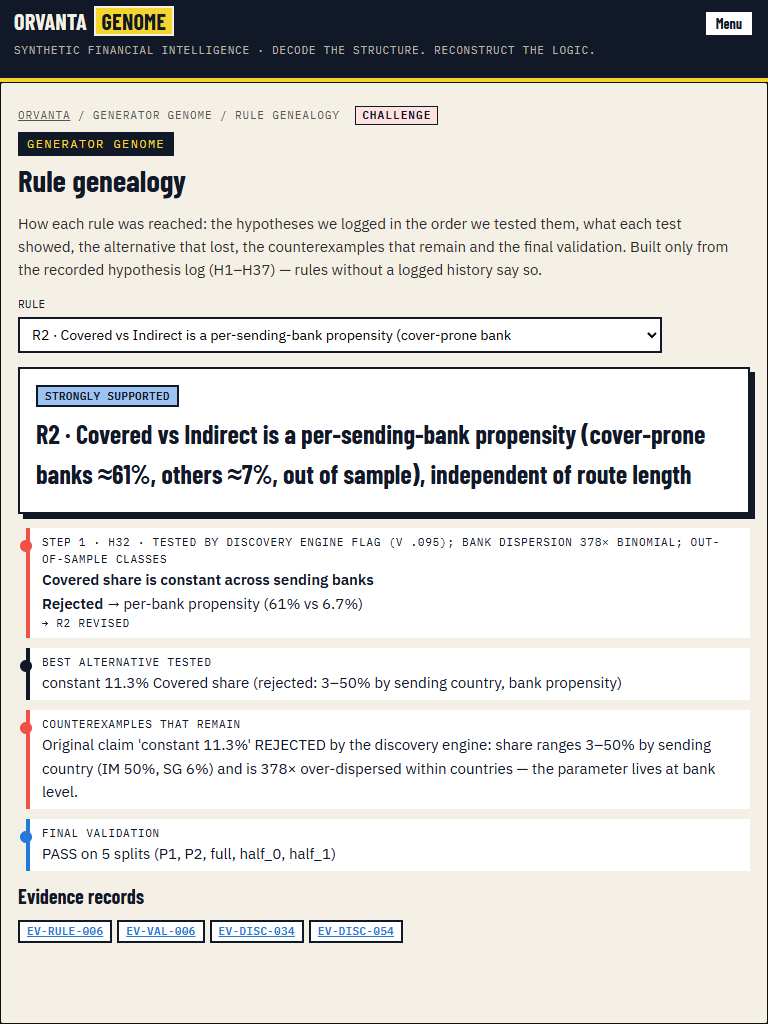 ORVANTA GENOME
Menu
SYNTHETIC FINANCIAL INTELLIGENCE · DECODE THE STRUCTURE. RECONSTRUCT THE LOGIC.
ORVANTA / GENERATOR GENOME / RULE GENEALOGY CHALLENGE
GENERATOR GENOME
Rule genealogy
How each rule was reached: the hypotheses we logged in the order we tested them, what each test
showed, the alternative that lost, the counterexamples that remain and the final validation. Built only from
the recorded hypothesis log (H1–H37) — rules without a logged history say so.
RULE
R2 · Covered vs Indirect is a per-sending-bank propensity (cover-prone bank
STRONGLY SUPPORTED
R2 · Covered vs Indirect is a per-sending-bank propensity (cover-prone
banks ≈61%, others ≈7%, out of sample), independent of route length
STEP 1 · H32 · TESTED BY DISCOVERY ENGINE FLAG (V .095); BANK DISPERSION 378× BINOMIAL; OUT-
OF-SAMPLE CLASSES
Covered share is constant across sending banks
Rejected → per-bank propensity (61% vs 6.7%)
→ R2 REVISED
BEST ALTERNATIVE TESTED
constant 11.3% Covered share (rejected: 3–50% by sending country, bank propensity)
COUNTEREXAMPLES THAT REMAIN
Original claim 'constant 11.3%' REJECTED by the discovery engine: share ranges 3–50% by sending
country (IM 50%, SG 6%) and is 378× over-dispersed within countries — the parameter lives at bank
level.
FINAL VALIDATION
PASS on 5 splits (P1, P2, full, half_0, half_1)
Evidence records
EV-RULE-006 EV-VAL-006 EV-DISC-034 EV-DISC-054